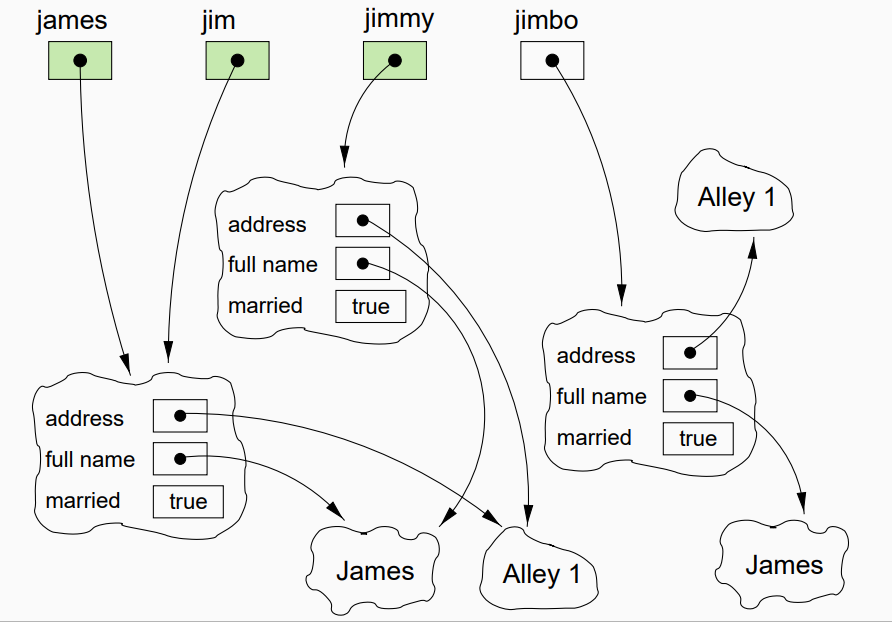 james
jim
jimmy
jimbo
Alley 1
address
full name
married true
address
full name
married true
address
full name
married true
James
Alley 1
James